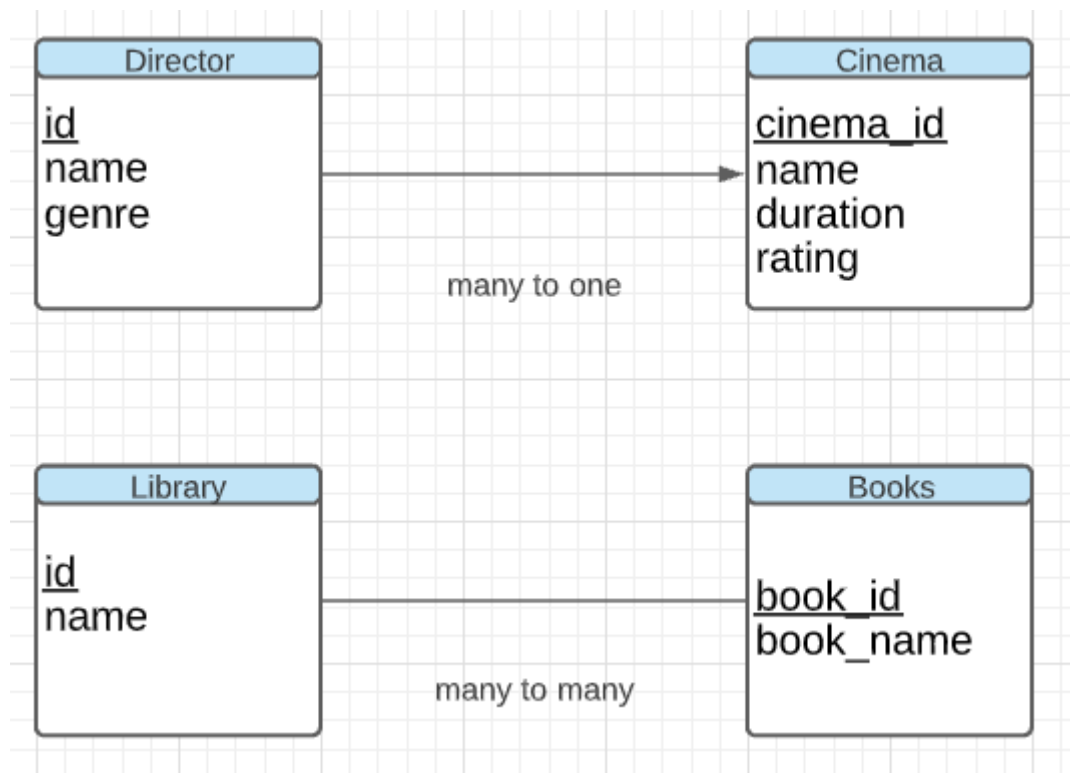 Director
id
name
genre
many to one
Cinema
cinema_id
name
duration
rating
Library
id
name
many to many
Books
book_id
book_name